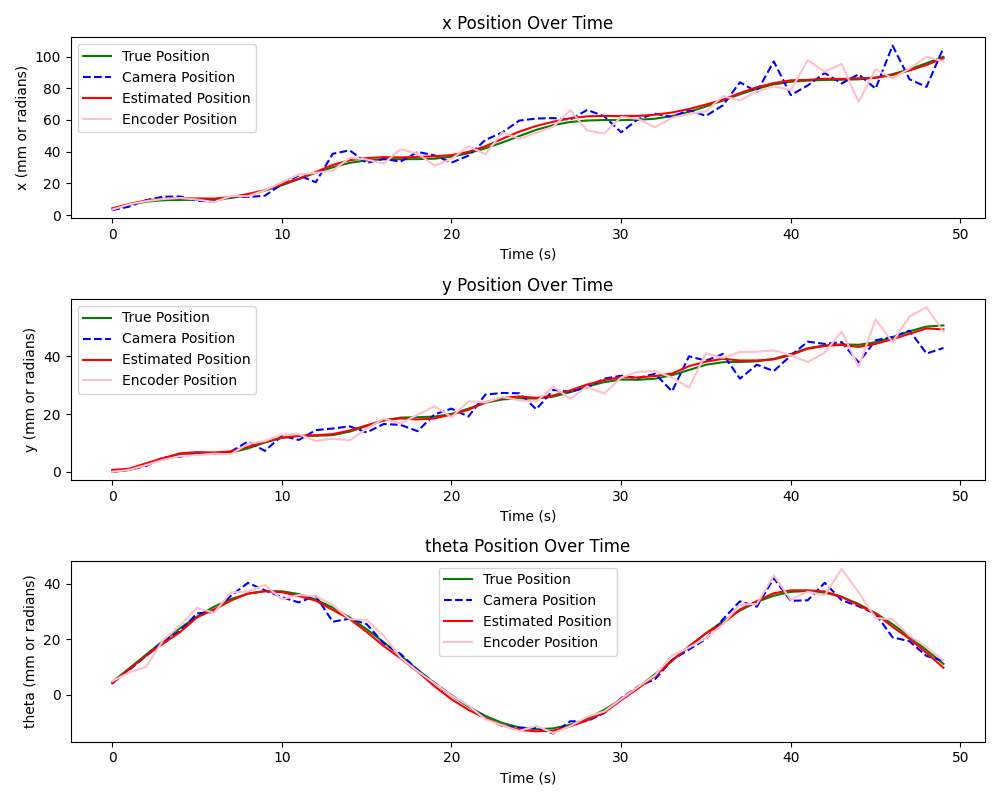 x Position Over Time
x (mm or radians)
100
80
60
40
20
0
True Position
Camera Position
Estimated Position
Encoder Position
0 10 20 30 40 50
Time (s)
y Position Over Time
y (mm or radians)
40
20
0
True Position
Camera Position
Estimated Position
Encoder Position
0 10 20 30 40 50
Time (s)
theta Position Over Time
theta (mm or radians)
40
20
0
True Position
Camera Position
Estimated Position
Encoder Position
0 10 20 30 40 50
Time (s)